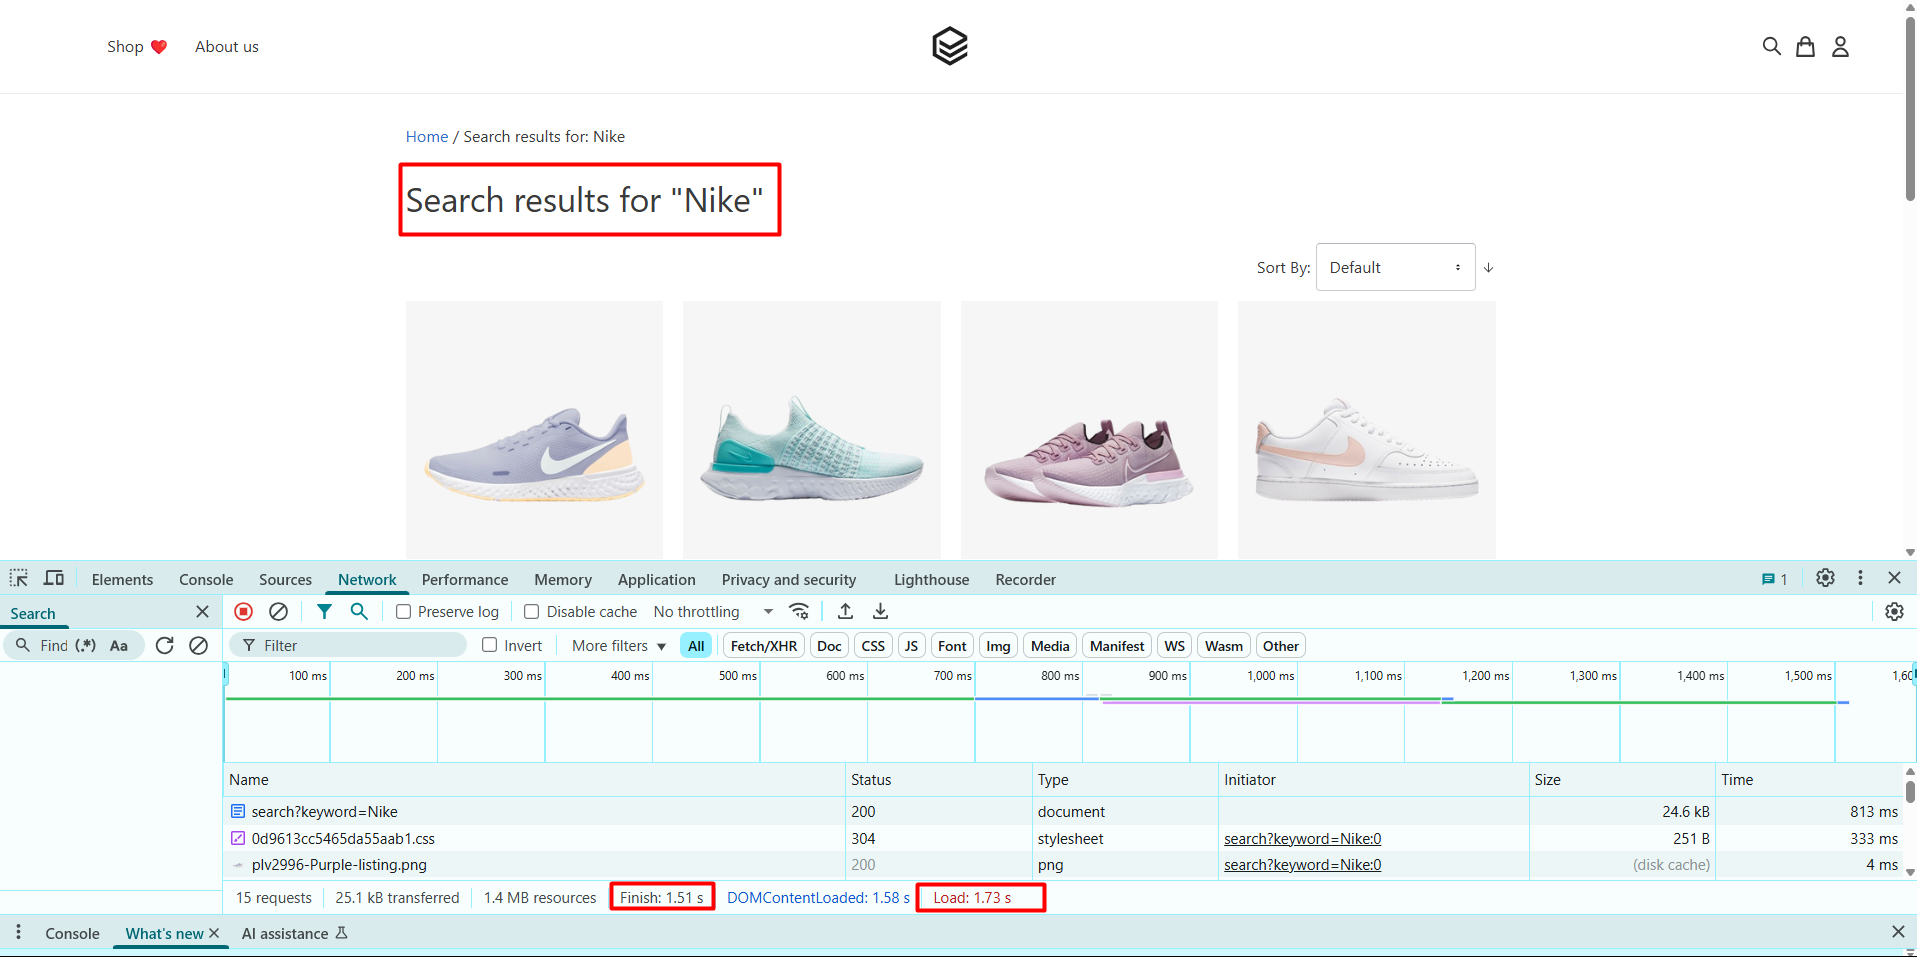 Shop ❤️ About us
Home / Search results for: Nike
Search results for "Nike"
Sort By: Default
Elements Console Sources Network Performance Memory Application Privacy and security Lighthouse Recorder 1
Search
Preserve log Disable cache No throttling
Find (.*) Aa
Filter Invert More filters All Fetch/XHR Doc CSS JS Font Img Media Manifest WS Wasm Other
100 ms 200 ms 300 ms 400 ms 500 ms 600 ms 700 ms 800 ms 900 ms 1,000 ms 1,100 ms 1,200 ms 1,300 ms 1,400 ms 1,500 ms
Name Status Type Initiator Size Time
search?keyword=Nike 200 document 24.6 kB 813 ms
0d9613cc5465da55aab1.css 304 stylesheet search?keyword=Nike:0 251 B 333 ms
plv2996-Purple-listing.png 200 png search?keyword=Nike:0 (disk cache) 4 ms
15 requests 25.1 kB transferred 1.4 MB resources Finish: 1.51 s DOMContentLoaded: 1.58 s Load: 1.73 s
Console What's new AI assistance